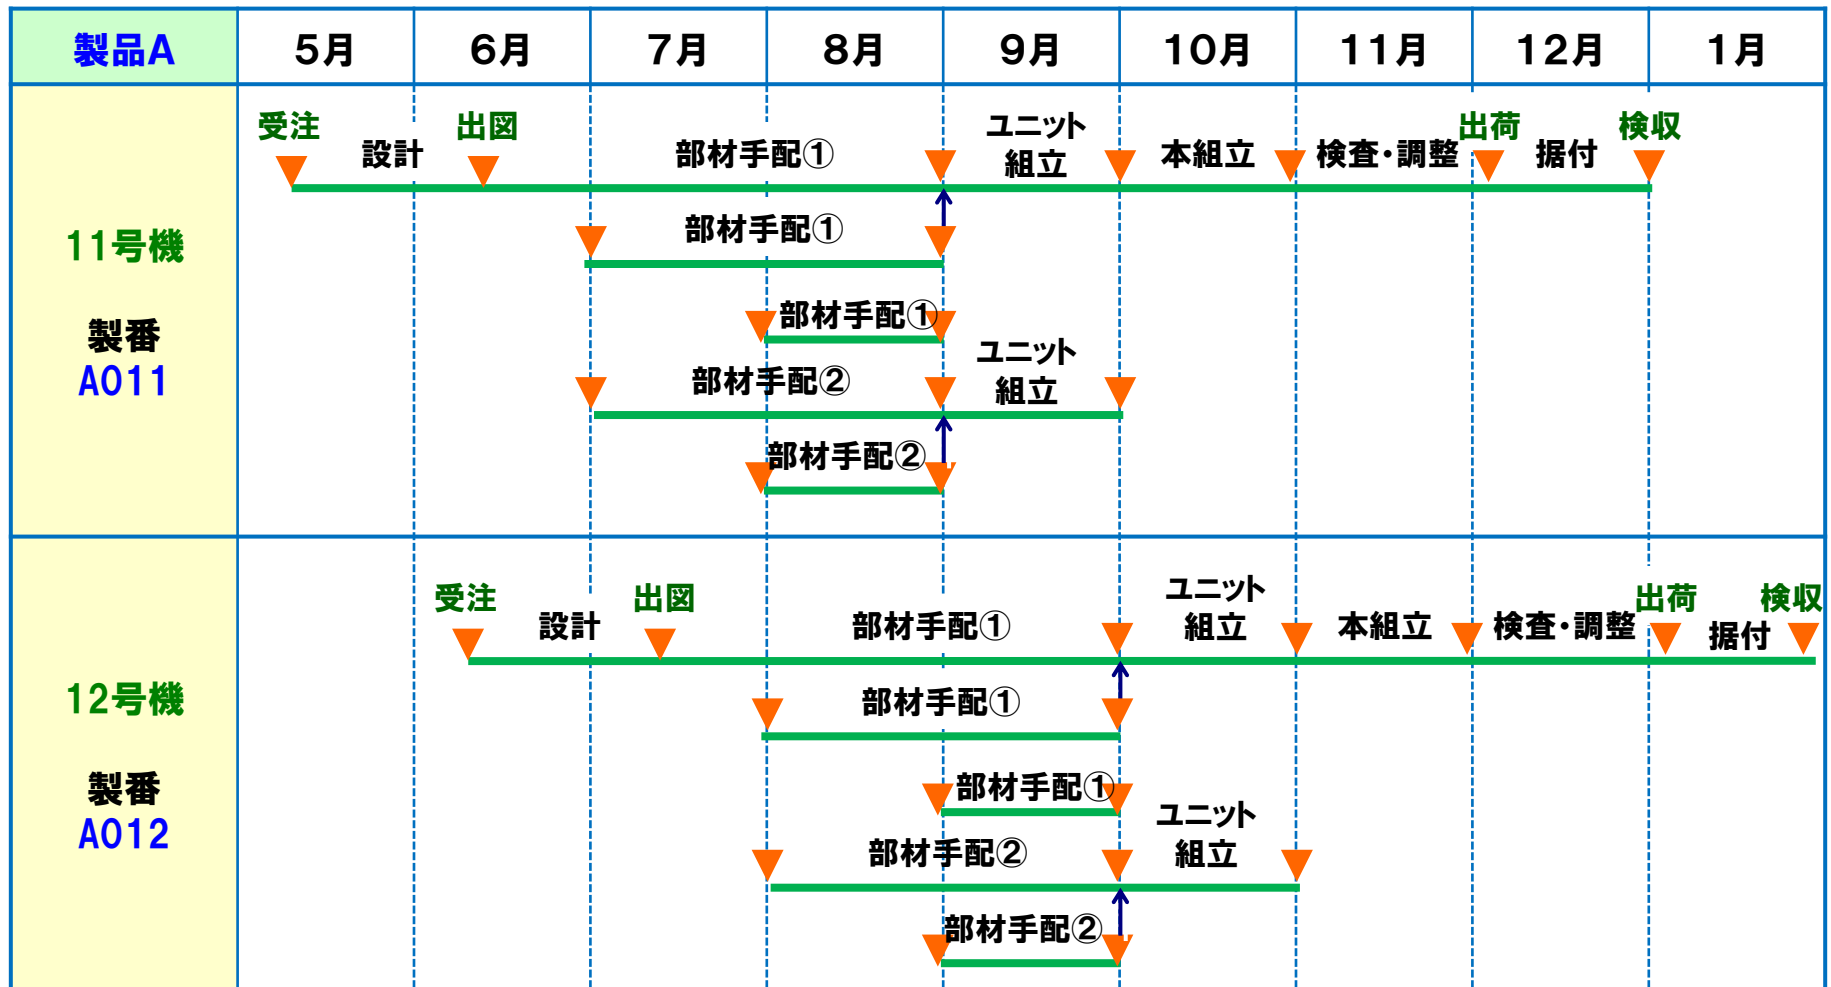 製品A 5月 6月 7月 8月 9月 10月 11月 12月 1月
11号機
製番
A011
受注
設計
出図
部材手配①
ユニット
組立
本組立
検査・調整
出荷
据付
検収
部材手配①
部材手配①
部材手配②
ユニット
組立
部材手配②
12号機
製番
A012
受注
設計
出図
部材手配①
ユニット
組立
本組立
検査・調整
出荷
据付
検収
部材手配①
部材手配①
部材手配②
ユニット
組立
部材手配②